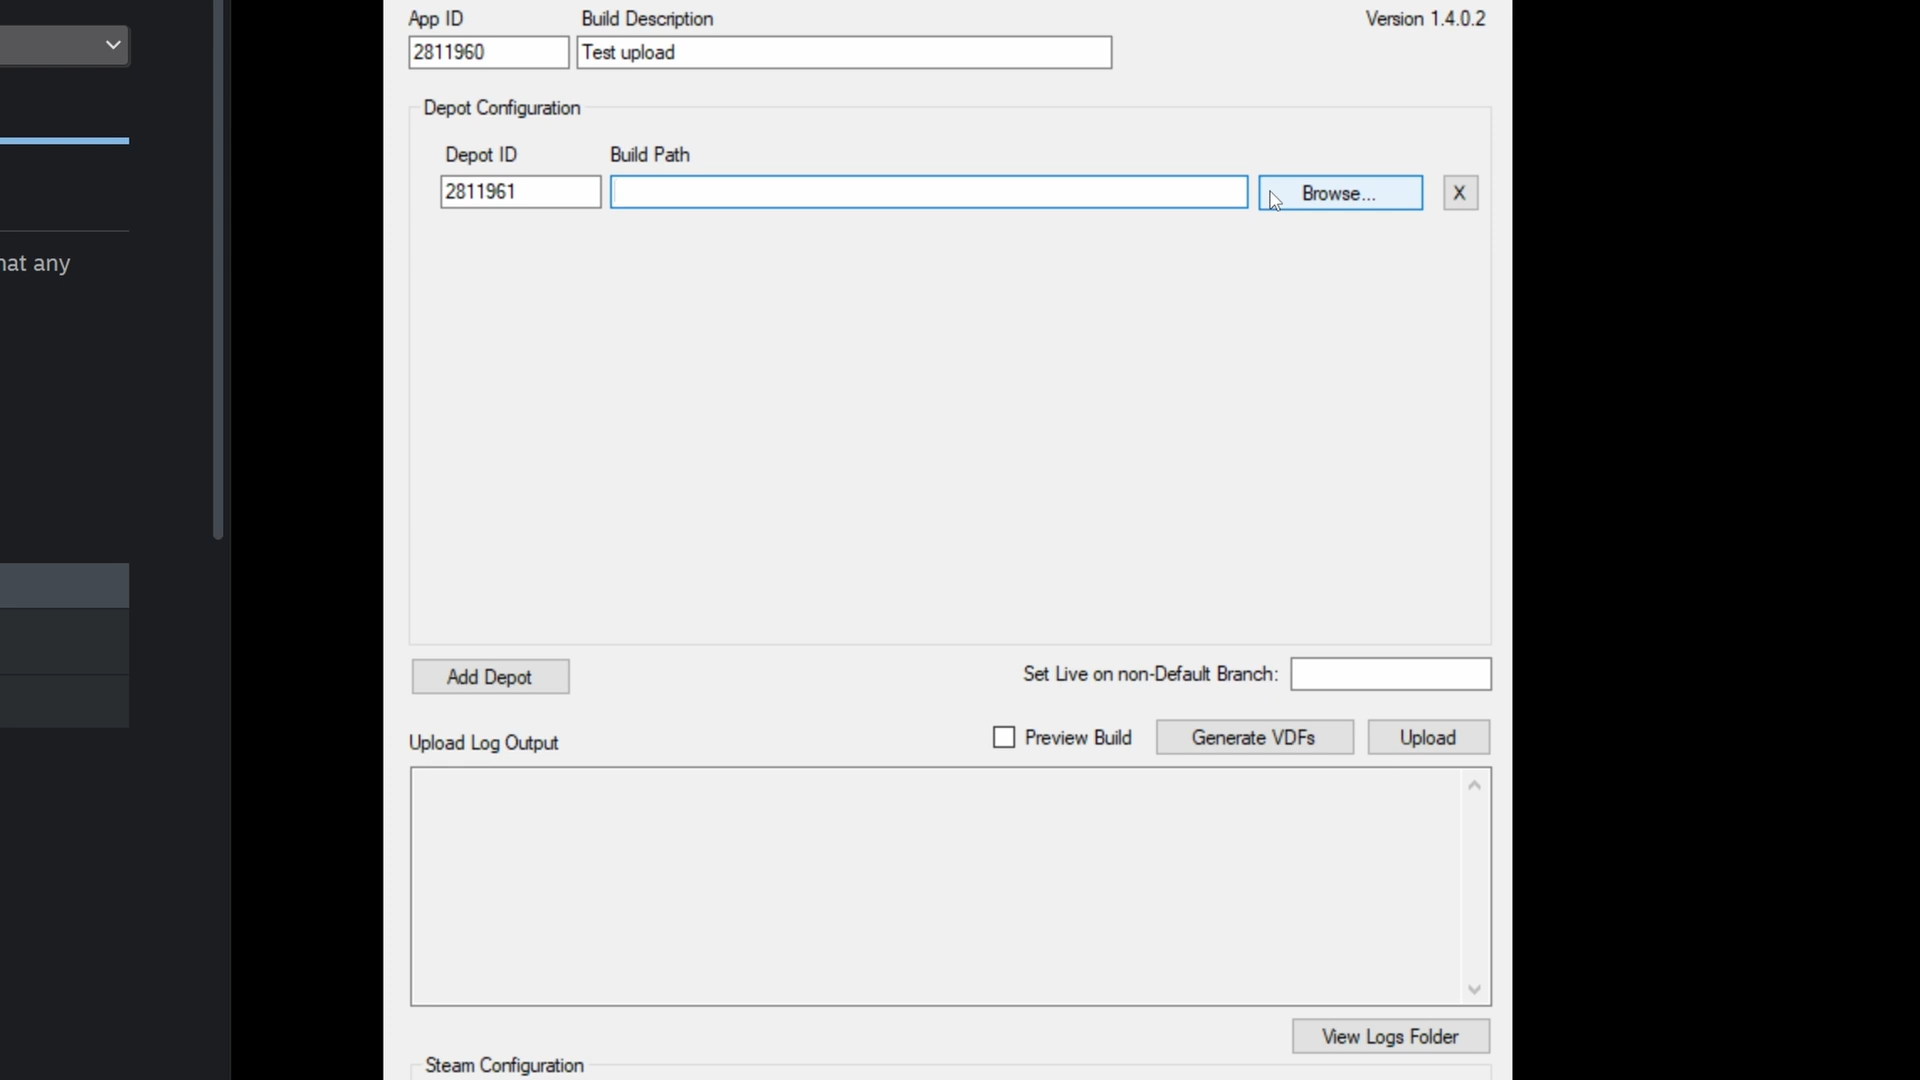 App ID
Build Description
Version 1.4.0.2
2811960
Test upload
Depot Configuration
Depot ID
Build Path
2811961
Browse...
X
hat any
Add Depot
Set Live on non-Default Branch:
Upload Log Output
Preview Build
Generate VDFs
Upload
View Logs Folder
Steam Configuration